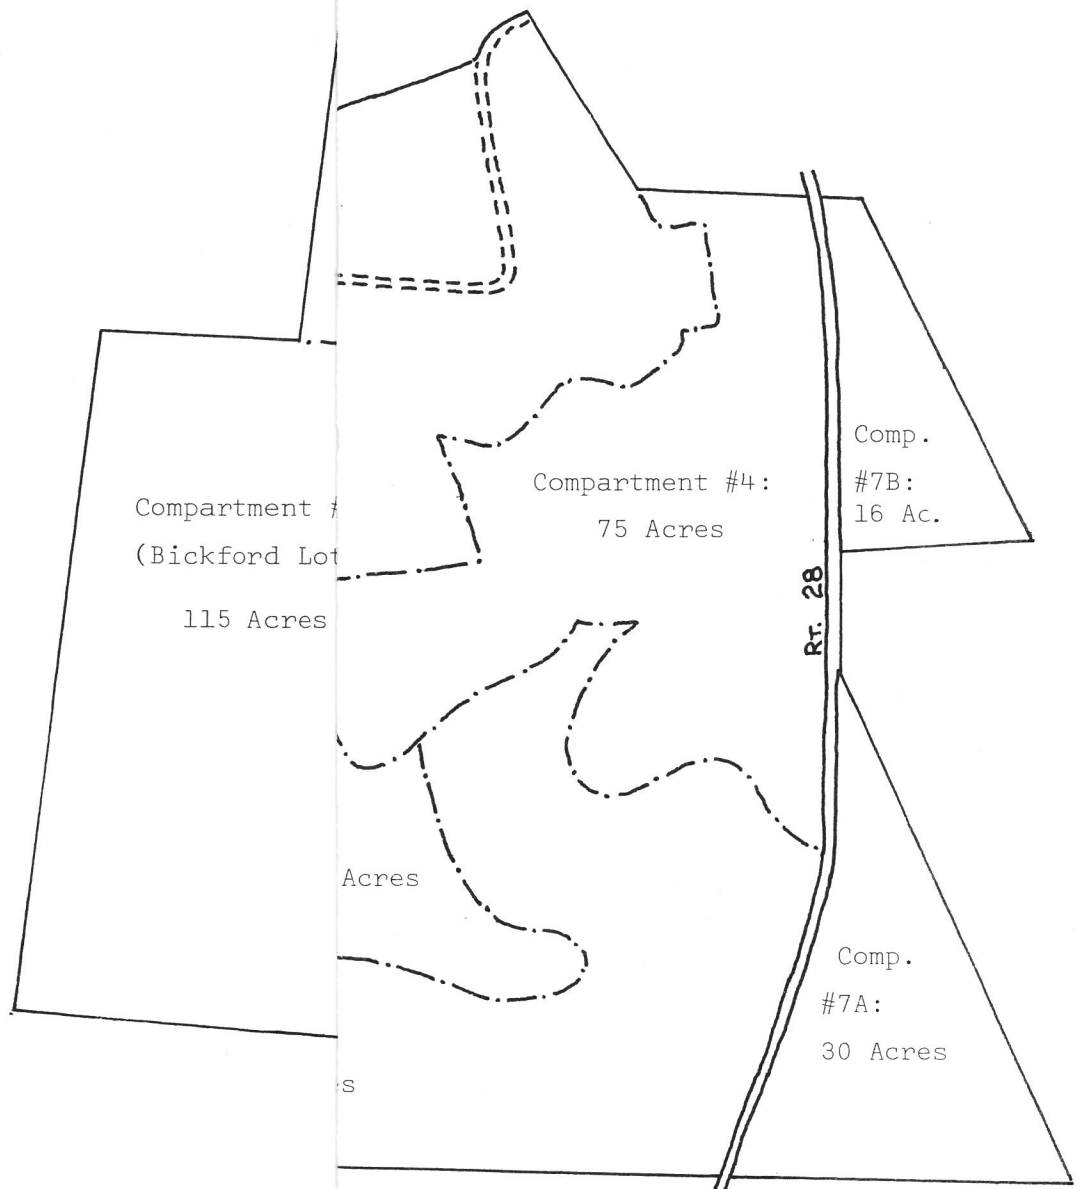 Compartment #
(Bickford Lot
115 Acres
Compartment #4:
75 Acres
Comp.
#7B:
16 Ac.
RT. 28
Acres
Comp.
#7A:
30 Acres
s